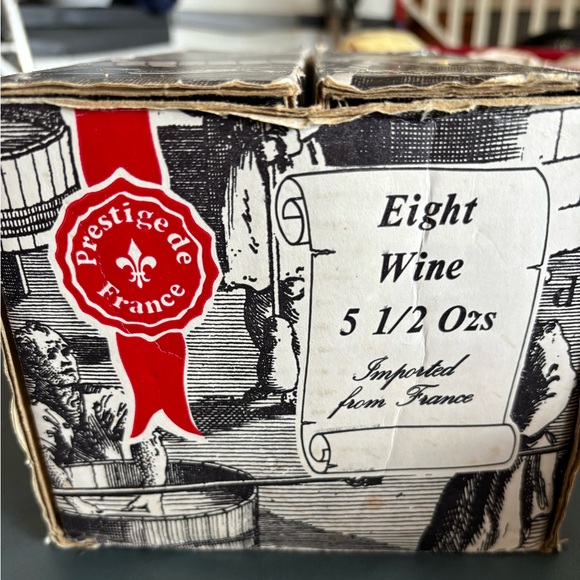 Prestige de
France
Eight
Wine
5 1/2 Ozs
Imported
from France
'd